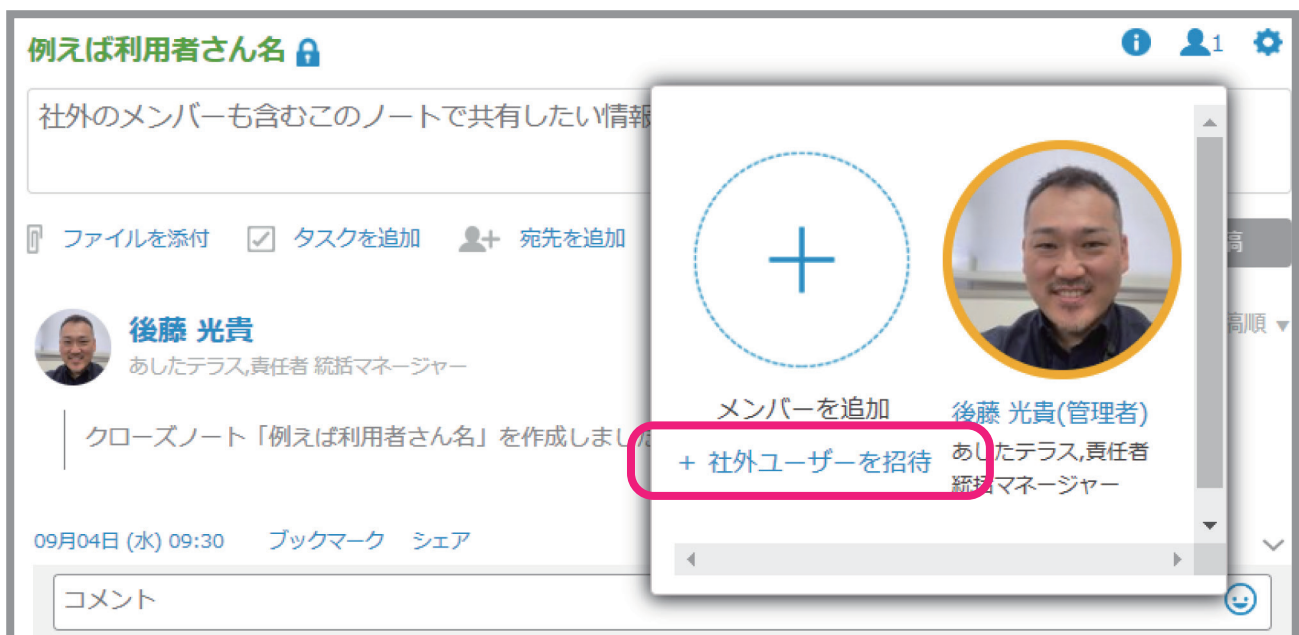 例えば利用者さん名
1
社外のメンバーも含むこのノートで共有したい情報
ファイルを添付 タスクを追加 宛先を追加
稿
後藤 光貴
あしたテラス,責任者 統括マネージャー
稿順 ▼
クローズノート「例えば利用者さん名」を作成しました
メンバーを追加
+ 社外ユーザーを招待
後藤 光貴(管理者)
あしたテラス,責任者
統括マネージャー
09月04日 (水) 09:30 ブックマーク シェア
コメント